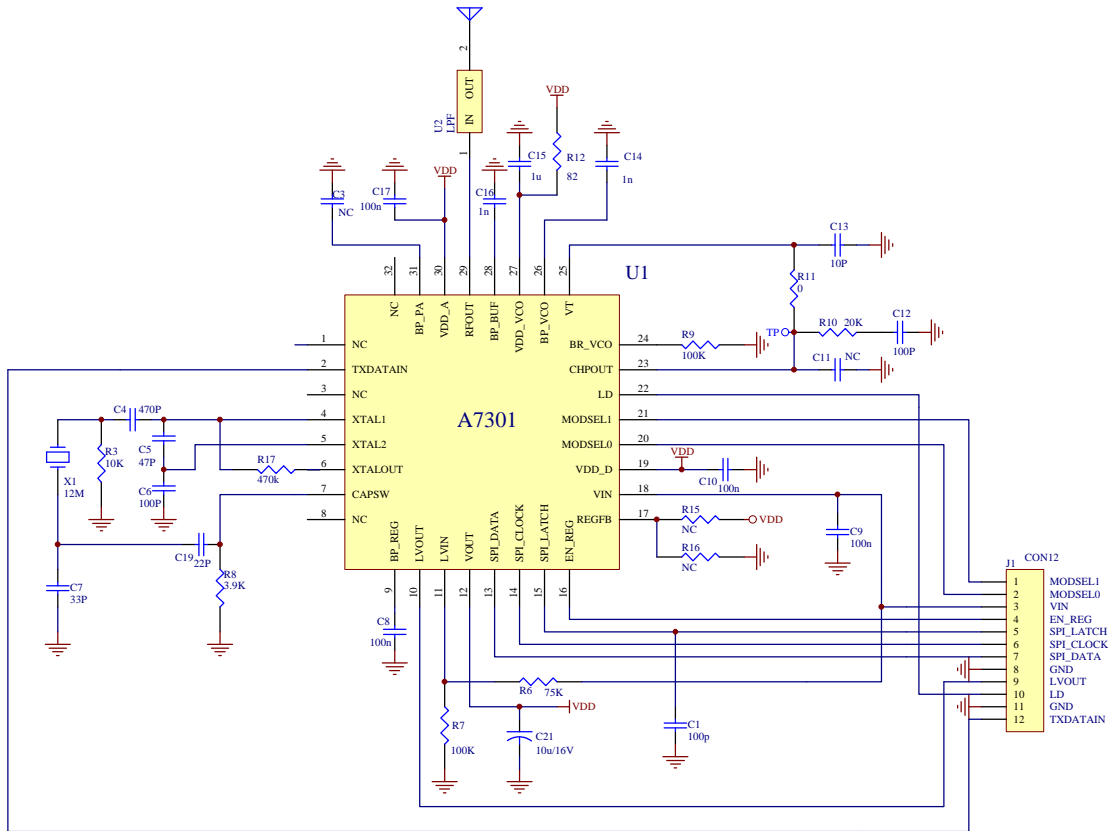 2
OUT
IN
U2
LPF
1
VDD
C15
1u
R12
82
C14
1n
C3
NC
C17
100n
VDD
C16
1n
C13
10P
R11
0
TP
R10 20K
C12
100P
C11 NC
U1
32 31 30 29 28 27 26 25
NC BP_PA VDD_A RFOUT BP_BUF VDD_VCO BP_VCO VT
1 NC
2 TXDATAIN
3 NC
4 XTAL1
5 XTAL2
6 XTALOUT
7 CAPSW
8 NC
A7301
BR_VCO 24
CHPOUT 23
LD 22
MODSEL1 21
MODSEL0 20
VDD_D 19
VIN 18
REGFB 17
BP_REG LVOUT LVIN VOUT SPI_DATA SPI_CLOCK SPI_LATCH EN_REG
9 10 11 12 13 14 15 16
R9
100K
VDD
C10
100n
R15
NC
VDD
R16
NC
C9
100n
C4 470P
R3
10K
C5
47P
C6
100P
R17
470k
X1
12M
C19
22P
C7
33P
R8
3.9K
C8
100n
R6 75K
R7
100K
VDD
C21
10u/16V
C1
100p
J1 CON12
1 MODSEL1
2 MODSEL0
3 VIN
4 EN_REG
5 SPI_LATCH
6 SPI_CLOCK
7 SPI_DATA
8 GND
9 LVOUT
10 LD
11 GND
12 TXDATAIN